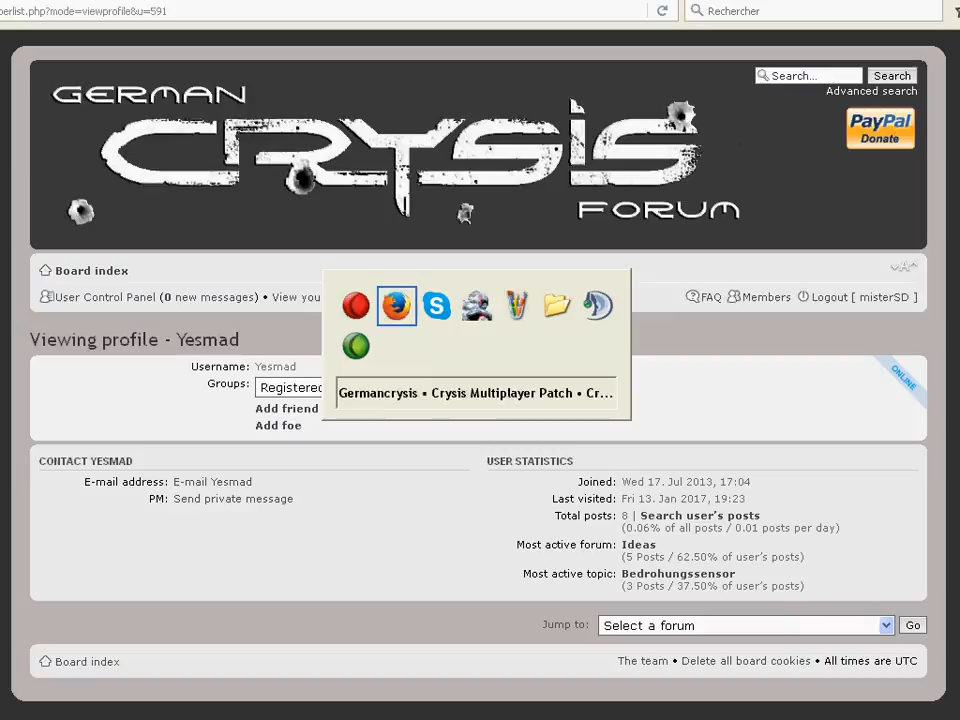 berlist.php?mode=viewprofile&u=591
Rechercher
GERMAN
CRYSIS
FORUM
Search...
Search
Advanced search
PayPal
Donate
Board index
User Control Panel (0 new messages) • View you
FAQ Members Logout [ misterSD ]
Viewing profile - Yesmad
Username: Yesmad
Groups: Registered
Add friend
Add foe
ONLINE
Germancrysis • Crysis Multiplayer Patch • Cr...
CONTACT YESMAD
E-mail address: E-mail Yesmad
PM: Send private message
USER STATISTICS
Joined: Wed 17. Jul 2013, 17:04
Last visited: Fri 13. Jan 2017, 19:23
Total posts: 8 | Search user's posts
(0.06% of all posts / 0.01 posts per day)
Most active forum: Ideas
(5 Posts / 62.50% of user's posts)
Most active topic: Bedrohungssensor
(3 Posts / 37.50% of user's posts)
Jump to: Select a forum Go
Board index
The team • Delete all board cookies • All times are UTC